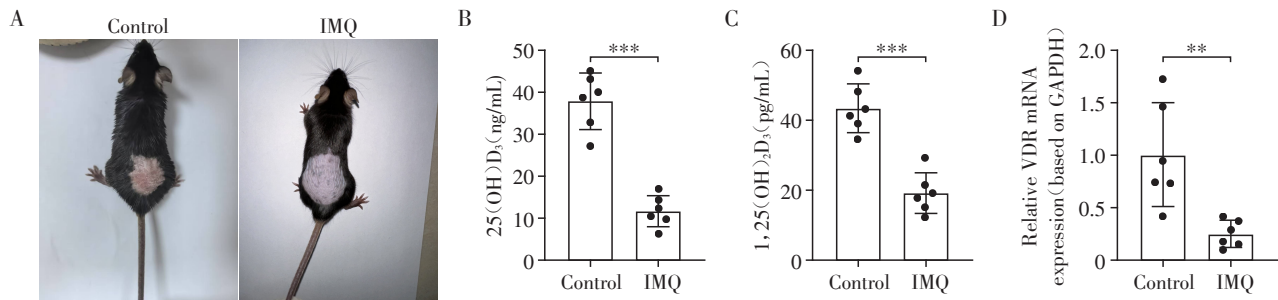 A
Control
IMQ
B
25(OH)D₃(ng/mL)
50
40
30
20
10
0
***
Control
IMQ
C
1,25(OH)₂D₃(pg/mL)
60
40
20
0
***
Control
IMQ
D
Relative VDR mRNA
expression(based on GAPDH)
2.0
1.5
1.0
0.5
0
**
Control
IMQ